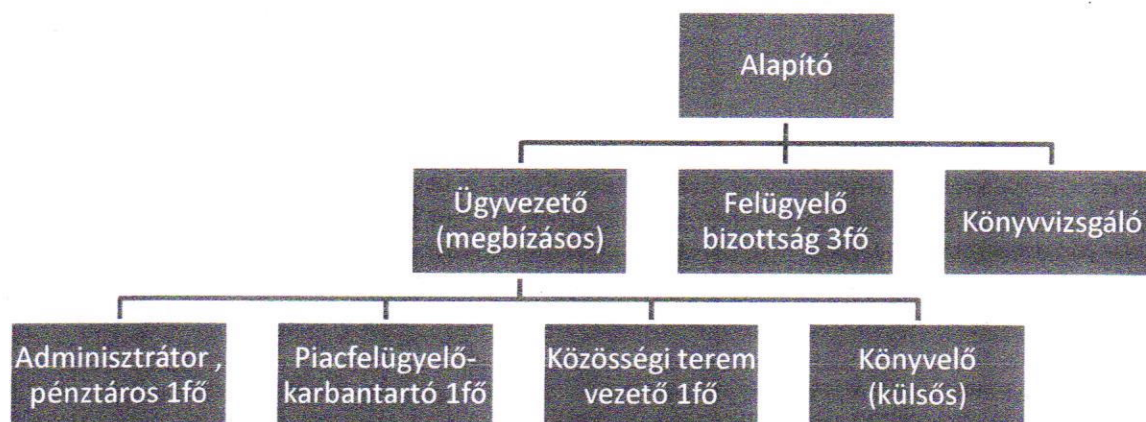 Alapító
Ügyvezető
(megbízásos)
Felügyelő
bizottság 3fő
Könyvvizsgáló
Adminisztrátor ,
pénztáros 1fő
Piacfelügyelő-
karbantartó 1fő
Közösségi terem
vezető 1fő
Könyvelő
(külsős)